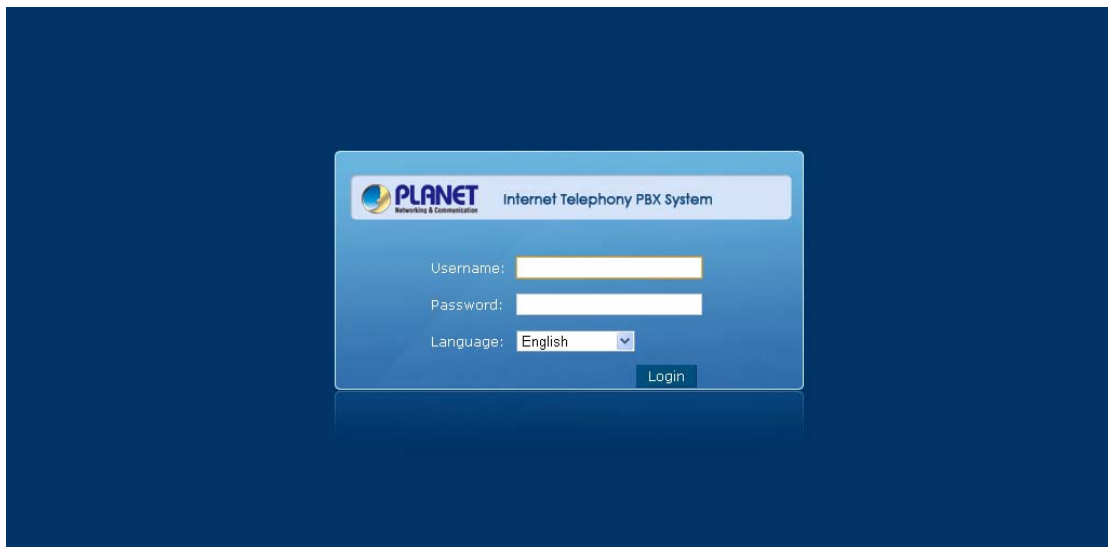 PLANET
Networking & Communication
Internet Telephony PBX System
Username:
Password:
Language: English
Login